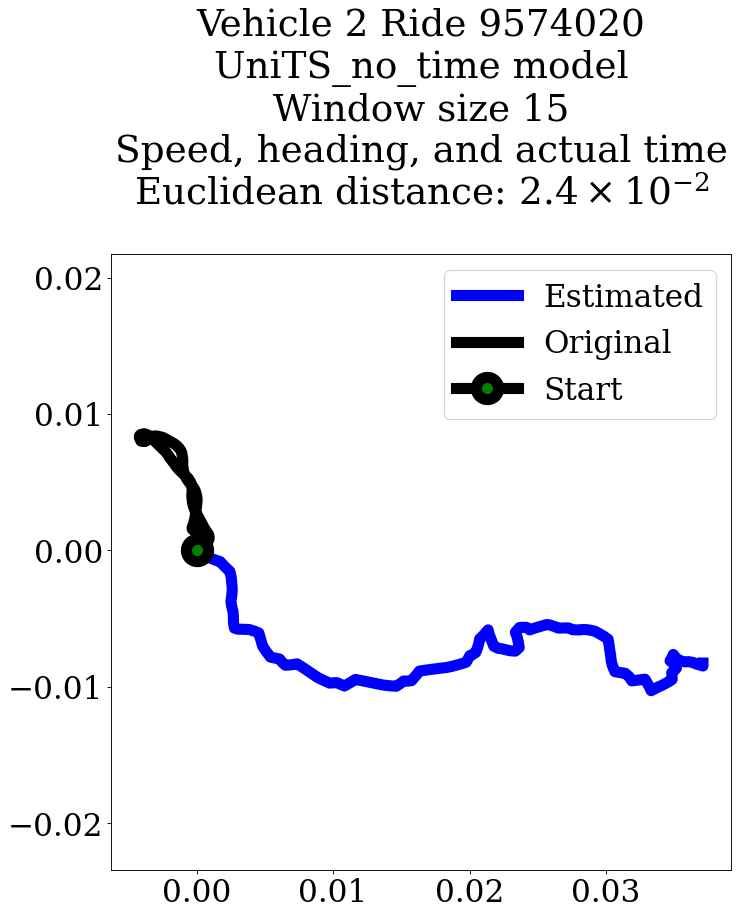 Vehicle 2 Ride 9574020
UniTS_no_time model
Window size 15
Speed, heading, and actual time
Euclidean distance: $2.4 \times 10^{-2}$
Estimated
Original
Start
0.02
0.01
0.00
−0.01
−0.02
0.00 0.01 0.02 0.03